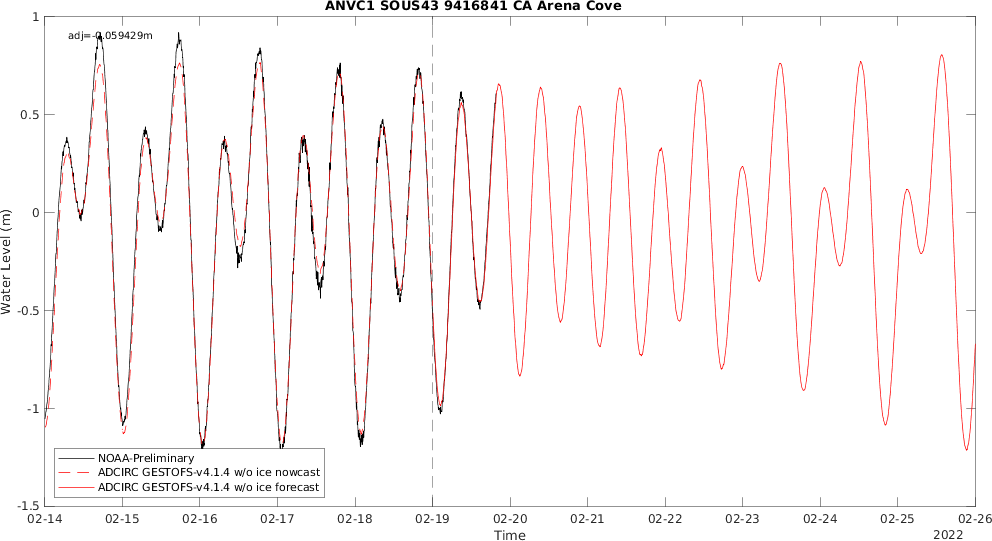 ANVC1 SOUS43 9416841 CA Arena Cove
adj=-0.059429m
1
0.5
0
-0.5
-1
-1.5
Water Level (m)
NOAA-Preliminary
ADCIRC GESTOFS-v4.1.4 w/o ice nowcast
ADCIRC GESTOFS-v4.1.4 w/o ice forecast
02-14 02-15 02-16 02-17 02-18 02-19 02-20 02-21 02-22 02-23 02-24 02-25 02-26
Time
2022